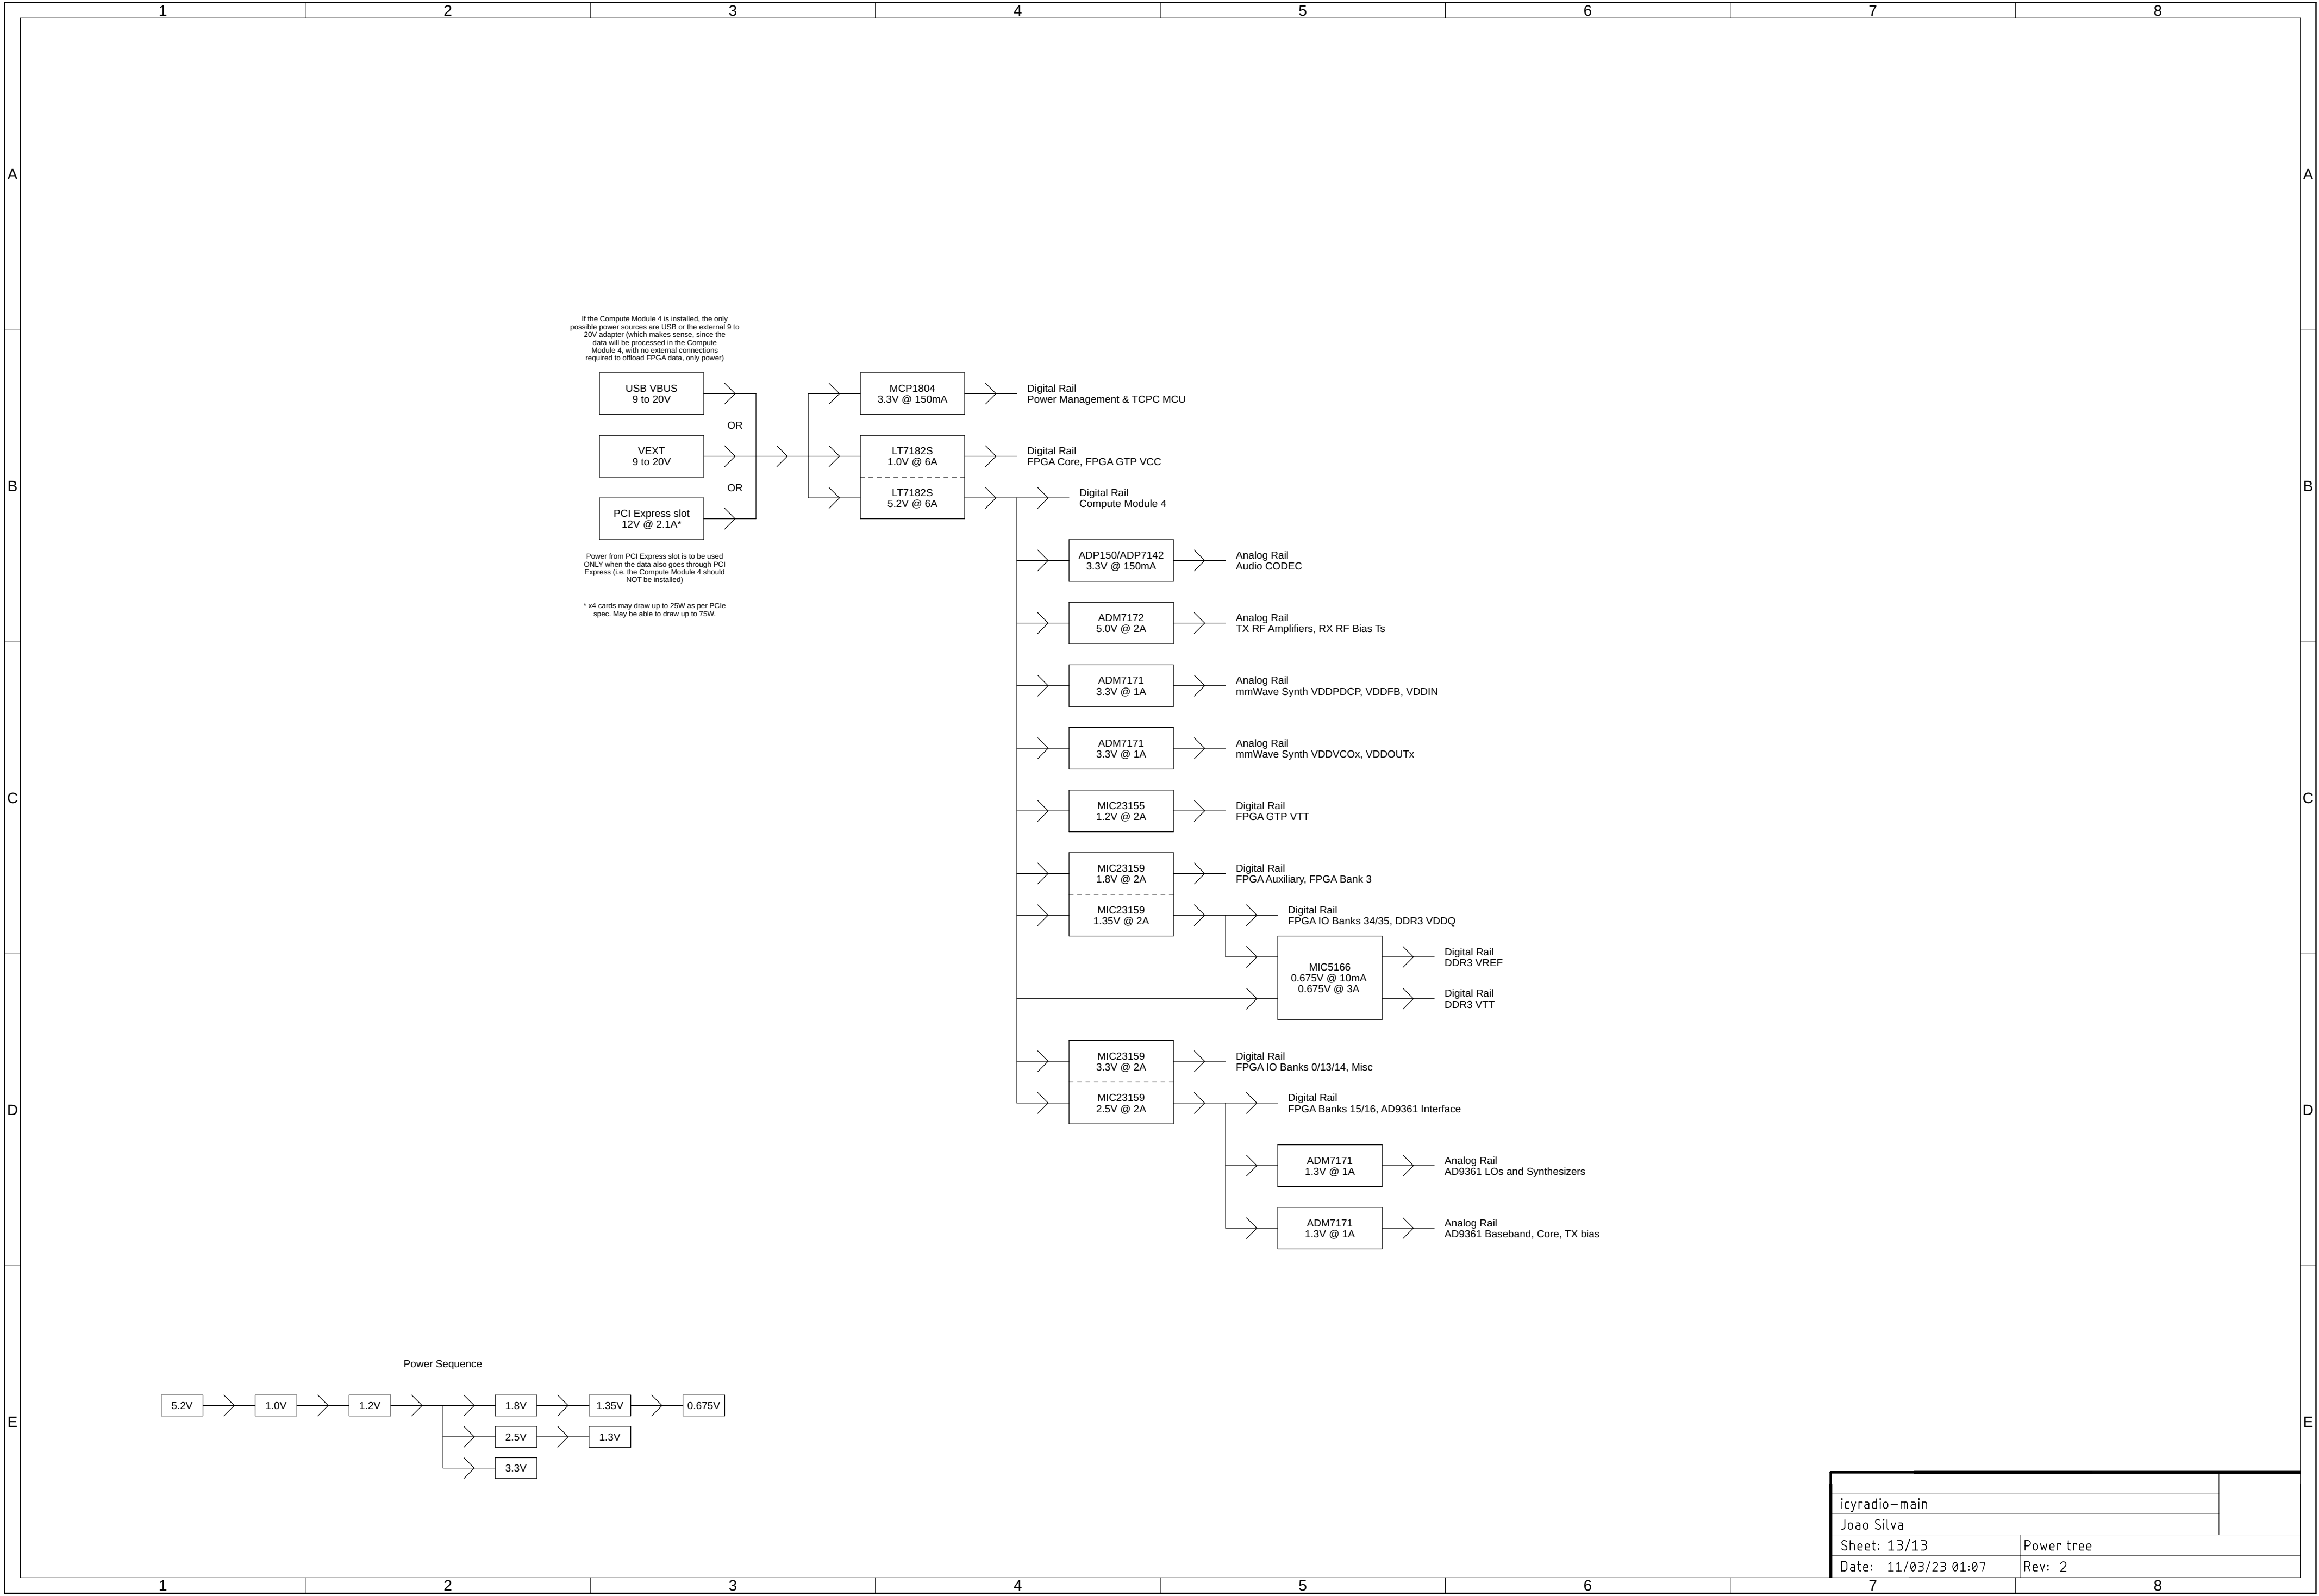 1 2 3 4 5 6 7 8
A A
If the Compute Module 4 is installed, the only
possible power sources are USB or the external 9 to
20V adapter (which makes sense, since the
data will be processed in the Compute
Module 4, with no external connections
required to offload FPGA data, only power)
USB VBUS
9 to 20V
OR
VEXT
9 to 20V
OR
PCI Express slot
12V @ 2.1A*
Power from PCI Express slot is to be used
ONLY when the data also goes through PCI
Express (i.e. the Compute Module 4 should
NOT be installed)
* x4 cards may draw up to 25W as per PCIe
spec. May be able to draw up to 75W.
MCP1804
3.3V @ 150mA
Digital Rail
Power Management & TCPC MCU
LT7182S
1.0V @ 6A
Digital Rail
FPGA Core, FPGA GTP VCC
B B
LT7182S
5.2V @ 6A
Digital Rail
Compute Module 4
ADP150/ADP7142
3.3V @ 150mA
Analog Rail
Audio CODEC
ADM7172
5.0V @ 2A
Analog Rail
TX RF Amplifiers, RX RF Bias Ts
ADM7171
3.3V @ 1A
Analog Rail
mmWave Synth VDDPDCP, VDDFB, VDDIN
ADM7171
3.3V @ 1A
Analog Rail
mmWave Synth VDDVCOx, VDDOUTx
C C
MIC23155
1.2V @ 2A
Digital Rail
FPGA GTP VTT
MIC23159
1.8V @ 2A
Digital Rail
FPGA Auxiliary, FPGA Bank 3
MIC23159
1.35V @ 2A
Digital Rail
FPGA IO Banks 34/35, DDR3 VDDQ
MIC5166
0.675V @ 10mA
0.675V @ 3A
Digital Rail
DDR3 VREF
Digital Rail
DDR3 VTT
MIC23159
3.3V @ 2A
Digital Rail
FPGA IO Banks 0/13/14, Misc
D D
MIC23159
2.5V @ 2A
Digital Rail
FPGA Banks 15/16, AD9361 Interface
ADM7171
1.3V @ 1A
Analog Rail
AD9361 LOs and Synthesizers
ADM7171
1.3V @ 1A
Analog Rail
AD9361 Baseband, Core, TX bias
Power Sequence
5.2V 1.0V 1.2V 1.8V 1.35V 0.675V
E E
2.5V 1.3V
3.3V
icyradio-main
Joao Silva
Sheet: 13/13 Power tree
Date: 11/03/23 01:07 Rev: 2
1 2 3 4 5 6 7 8